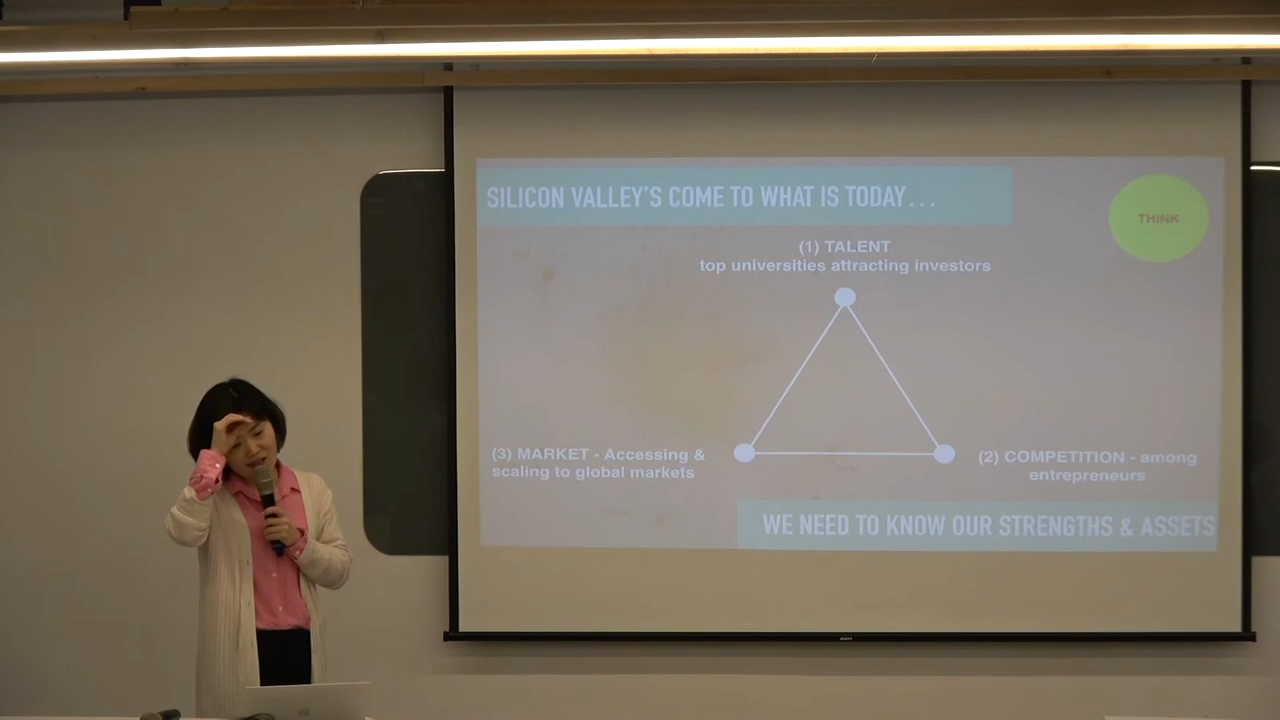 SILICON VALLEY'S COME TO WHAT IS TODAY...
THINK
(1) TALENT
top universities attracting investors
(3) MARKET - Accessing &
scaling to global markets
(2) COMPETITION - among
entrepreneurs
WE NEED TO KNOW OUR STRENGTHS & ASSETS